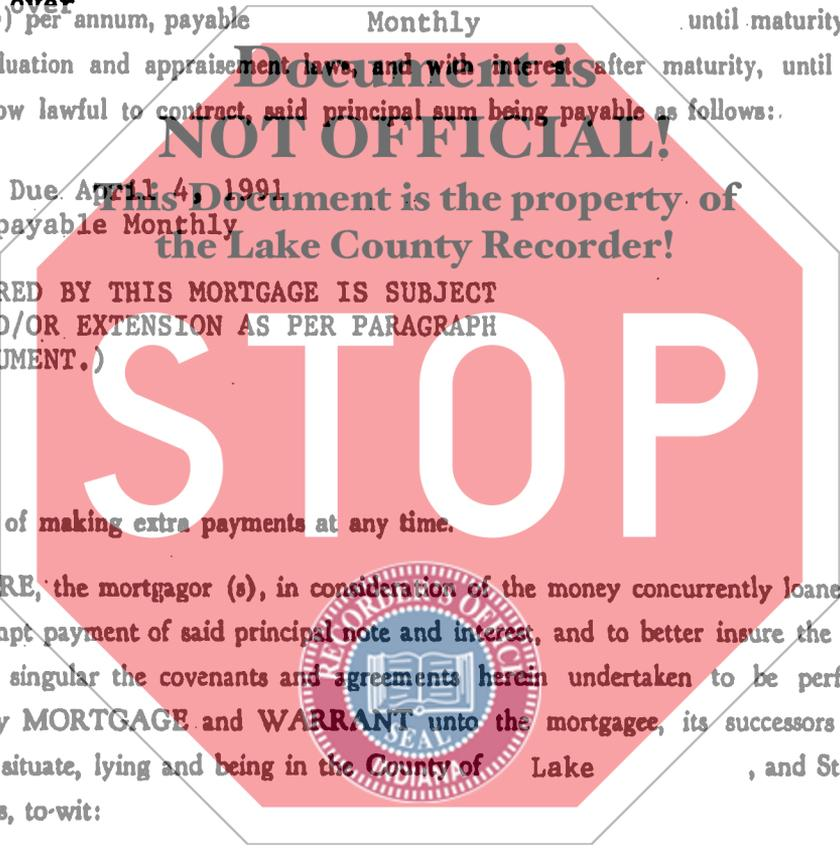 over
) per annum, payable Monthly until maturity
luation and appraisement laws, and with interest after maturity, until
ow lawful to contract, said principal sum being payable as follows:
Due April 4, 1991
payable Monthly
RED BY THIS MORTGAGE IS SUBJECT
D/OR EXTENSION AS PER PARAGRAPH
UMENT.)
of making extra payments at any time.
RE, the mortgagor (s), in consideration of the money concurrently loane
mpt payment of said principal note and interest, and to better insure the
singular the covenants and agreements herein undertaken to be perf
y MORTGAGE and WARRANT unto the mortgagee, its successors
situate, lying and being in the County of Lake , and St
s, to-wit:
Document is
NOT OFFICIAL!
This Document is the property of
the Lake County Recorder!
STOP
RECORDER'S OFFICE
SEAL
INDIANA